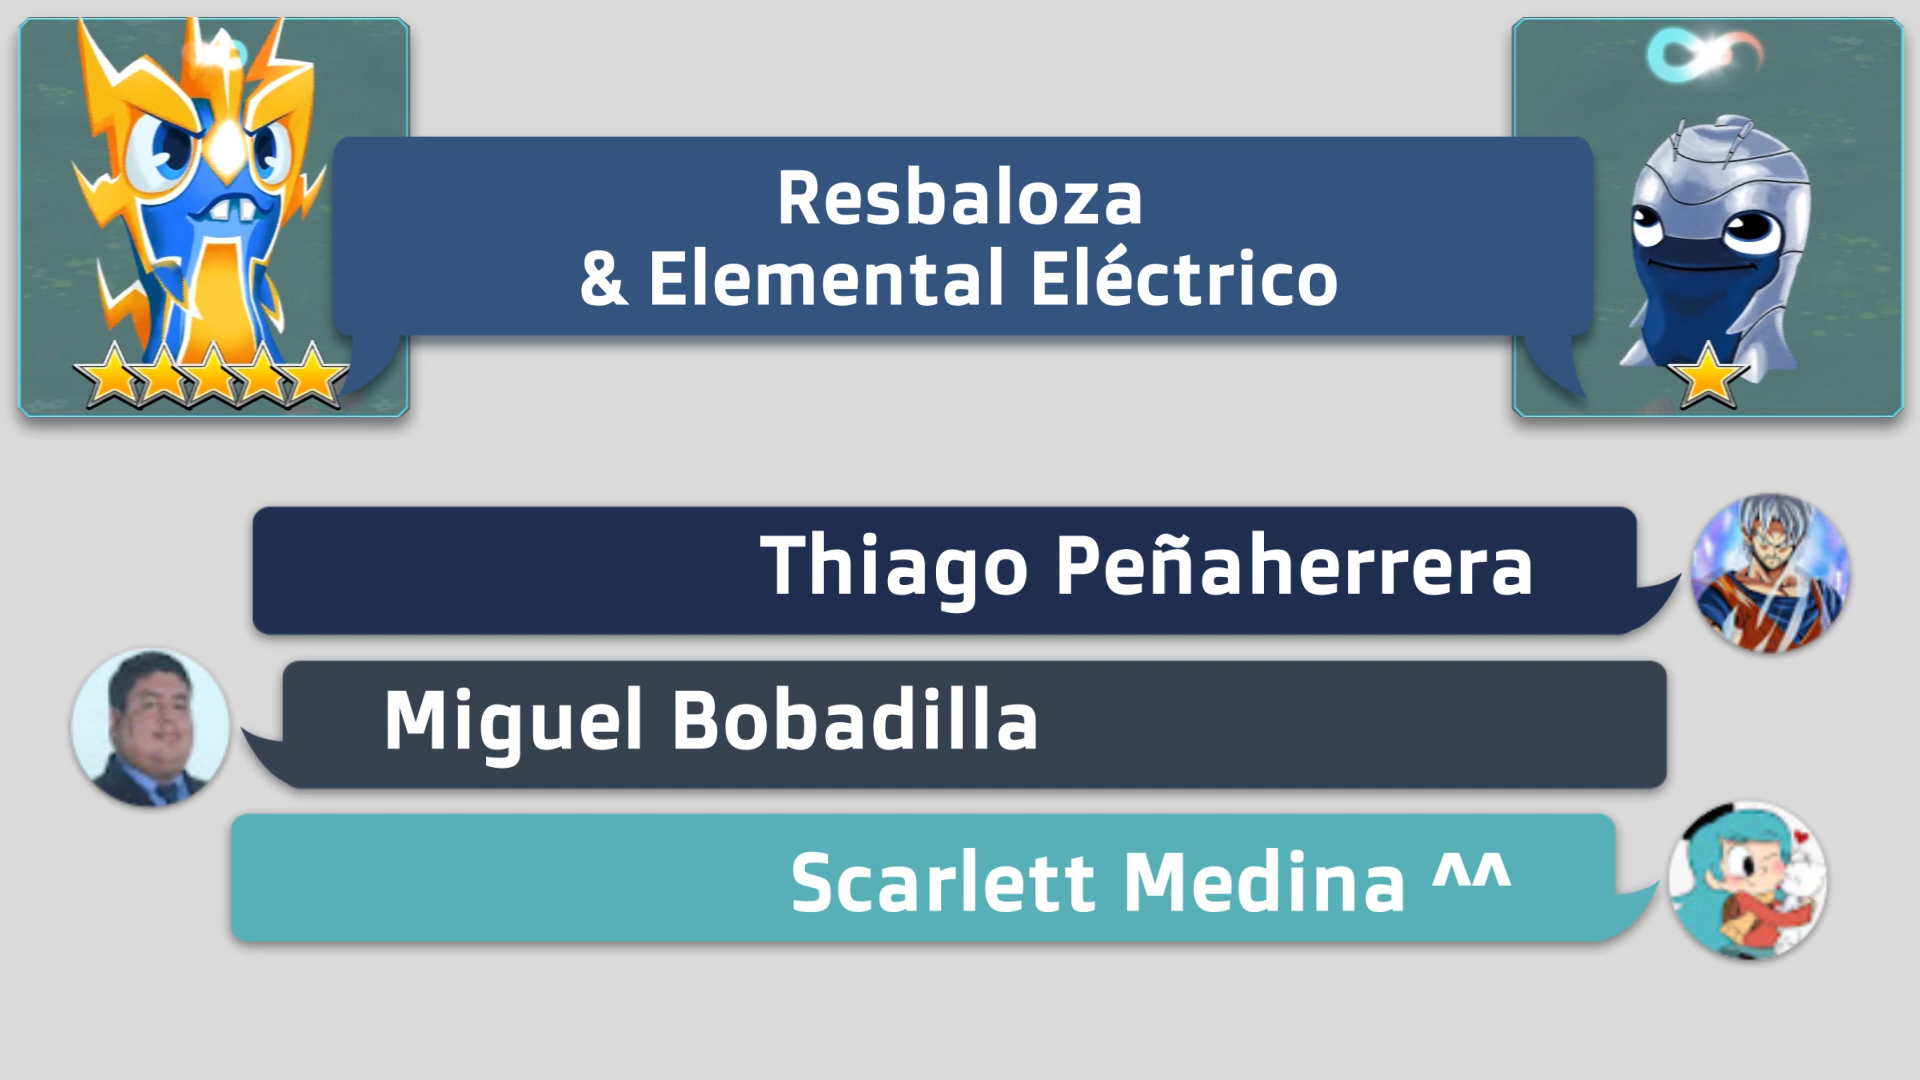 Resbaloza
& Elemental Eléctrico
Thiago Peñaherrera
Miguel Bobadilla
Scarlett Medina ^^